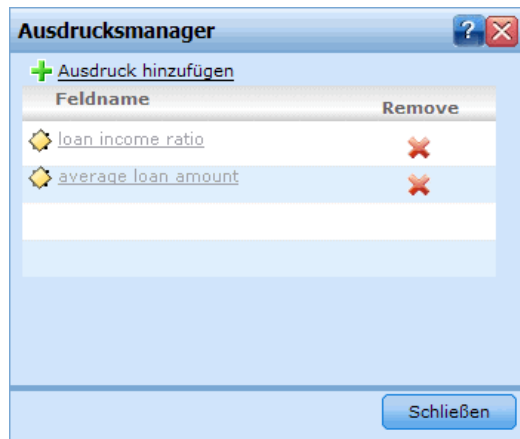 Ausdrucksmanager ?
Ausdruck hinzufügen
Feldname Remove
loan income ratio
average loan amount
Schließen